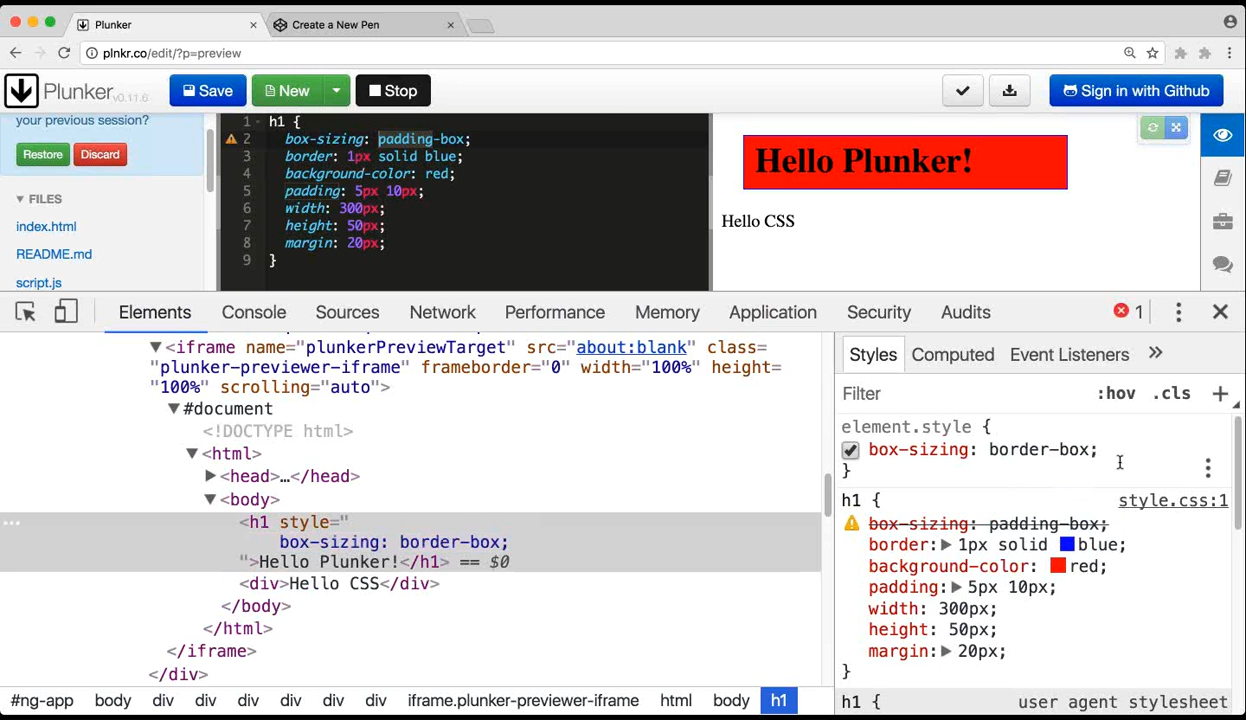 Plunker
Create a New Pen
plnkr.co/edit/?p=preview
Plunker v0.11.6
Save
New
Stop
Sign in with Github
your previous session?
Restore
Discard
FILES
index.html
README.md
script.js
1 h1 {
2 box-sizing: padding-box;
3 border: 1px solid blue;
4 background-color: red;
5 padding: 5px 10px;
6 width: 300px;
7 height: 50px;
8 margin: 20px;
9 }
Hello Plunker!
Hello CSS
Elements Console Sources Network Performance Memory Application Security Audits 1
<iframe name="plunkerPreviewTarget" src="about:blank" class=
"plunker-previewer-iframe" frameborder="0" width="100%" height=
"100%" scrolling="auto">
#document
<!DOCTYPE html>
<html>
<head>…</head>
<body>
<h1 style="
box-sizing: border-box;
">Hello Plunker!</h1> == $0
<div>Hello CSS</div>
</body>
</html>
</iframe>
</div>
#ng-app body div div div div div div iframe.plunker-previewer-iframe html body h1
Styles Computed Event Listeners »
Filter :hov .cls +
element.style {
box-sizing: border-box;
}
h1 { style.css:1
box-sizing: padding-box;
border: 1px solid blue;
background-color: red;
padding: 5px 10px;
width: 300px;
height: 50px;
margin: 20px;
}
h1 { user agent stylesheet